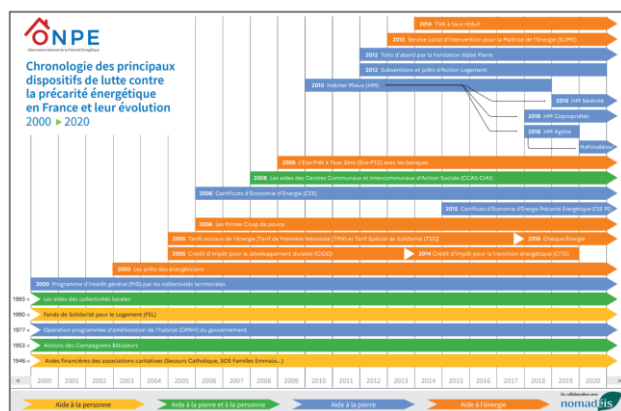 ONPE
Observatoire National de la Précarité Énergétique
Chronologie des principaux
dispositifs de lutte contre
la précarité énergétique
en France et leur évolution
2000 ▶ 2020
2014 TVA à taux réduit
2013 Service Local d'Intervention pour la Maîtrise de l'Energie (SLIME)
2012 Toits d'abord par la Fondation Abbé Pierre
2012 Subventions et prêts d'Action Logement
2010 Habiter Mieux (HM)
2019 HM Sérénité
2018 HM Copropriétés
2018 HM Agilité
MaPrimeRénov'
2009 L'Éco-Prêt à Taux Zéro (Éco-PTZ) avec les banques
2008 Les aides des Centres Communaux et Intercommunaux d'Action Sociale (CCAS-CIAS)
2006 Certificats d'Économie d'Énergie (CEE)
2015 Certificats d'Économie d'Énergie Précarité Énergétique (CEE PE)
2006 Les Primes Coup de pouce
2005 Tarifs sociaux de l'énergie [Tarif de Première Nécessité (TPN) et Tarif Spécial de Solidarité (TSS)]
2018 Chèque Énergie
2005 Crédit d'impôt pour le développement durable (CIDD)
2014 Crédit d'impôt pour la transition énergétique (CITE)
2003 Les prêts des énergéticiens
2000 Programme d'intérêt général (PIG) par les collectivités territoriales
1993 < Les aides des collectivités locales
1990 < Fonds de Solidarité pour le Logement (FSL)
1977 < Opération programmes d'amélioration de l'habitat (OPAH) du gouvernement
1953 < Actions des Compagnons Bâtisseurs
1946 < Aides financières des associations caritatives (Secours Catholique, SOS Familles Emmaüs...)
< 2000 2001 2002 2003 2004 2005 2006 2007 2008 2009 2010 2011 2012 2013 2014 2015 2016 2017 2018 2019 2020 >
Aide à la personne
Aide à la pierre et à la personne
Aide à la pierre
Aide à l'énergie
En collaboration avec
nomadéis